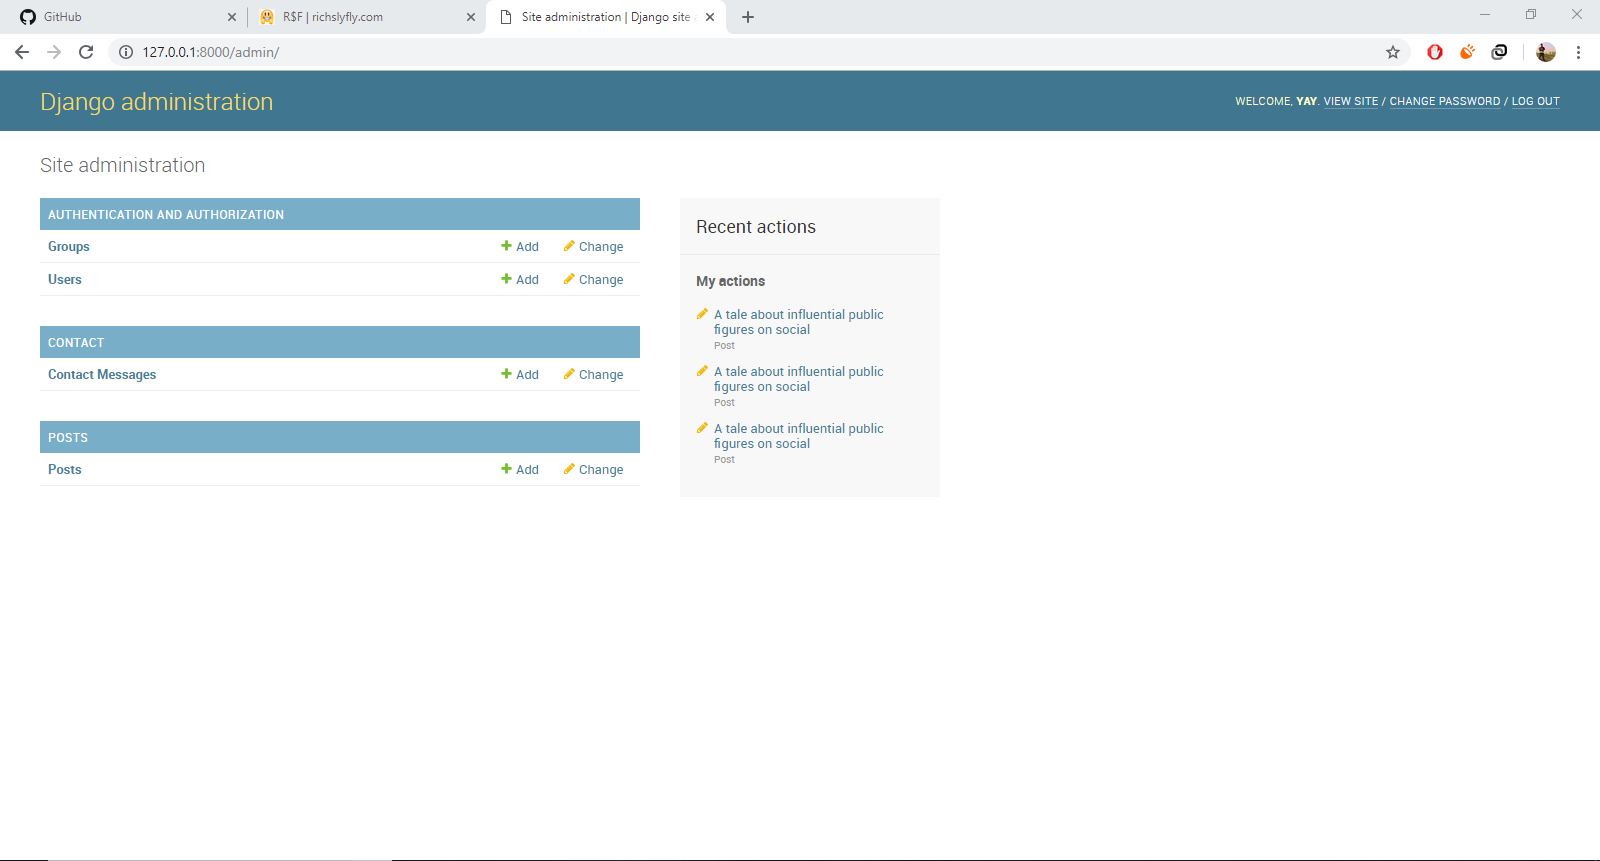 GitHub
R$F | richslyfly.com
Site administration | Django site
127.0.0.1:8000/admin/
Django administration
WELCOME, YAY. VIEW SITE / CHANGE PASSWORD / LOG OUT
Site administration
AUTHENTICATION AND AUTHORIZATION
Groups Add Change
Users Add Change
CONTACT
Contact Messages Add Change
POSTS
Posts Add Change
Recent actions
My actions
A tale about influential public
figures on social
Post
A tale about influential public
figures on social
Post
A tale about influential public
figures on social
Post